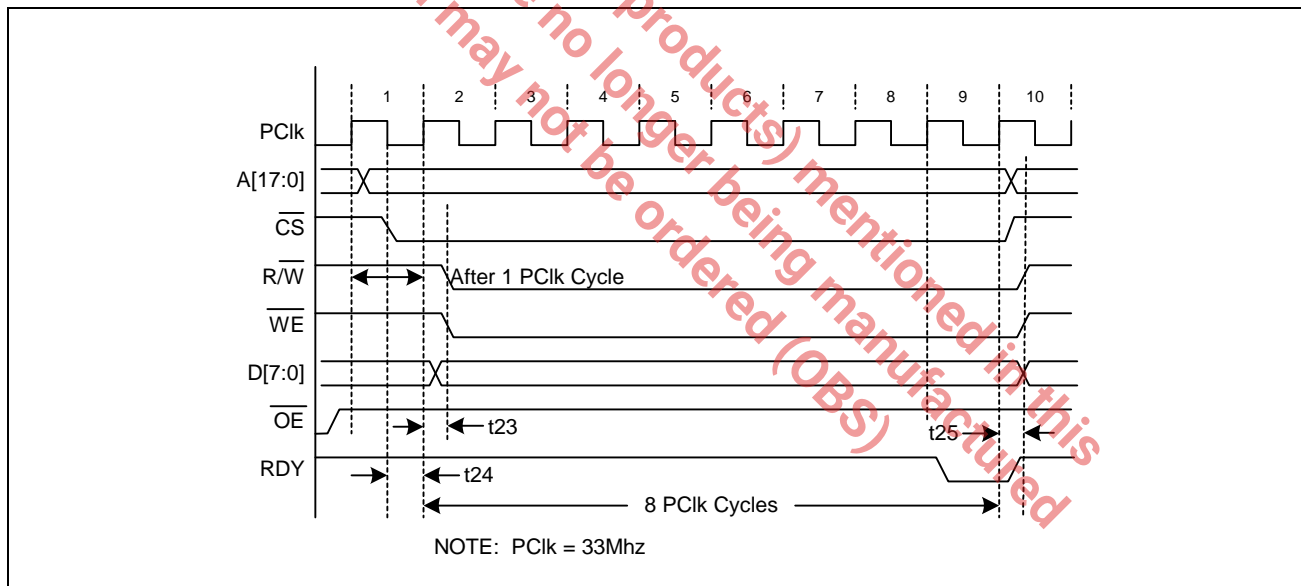 products) mentioned in this
e no longer being manufactured
may not be ordered (OBS)
1 2 3 4 5 6 7 8 9 10
PClk
A[17:0]
CS
R/W
After 1 PClk Cycle
WE
D[7:0]
OE
t23
t25
RDY
t24
8 PClk Cycles
NOTE: PClk = 33Mhz